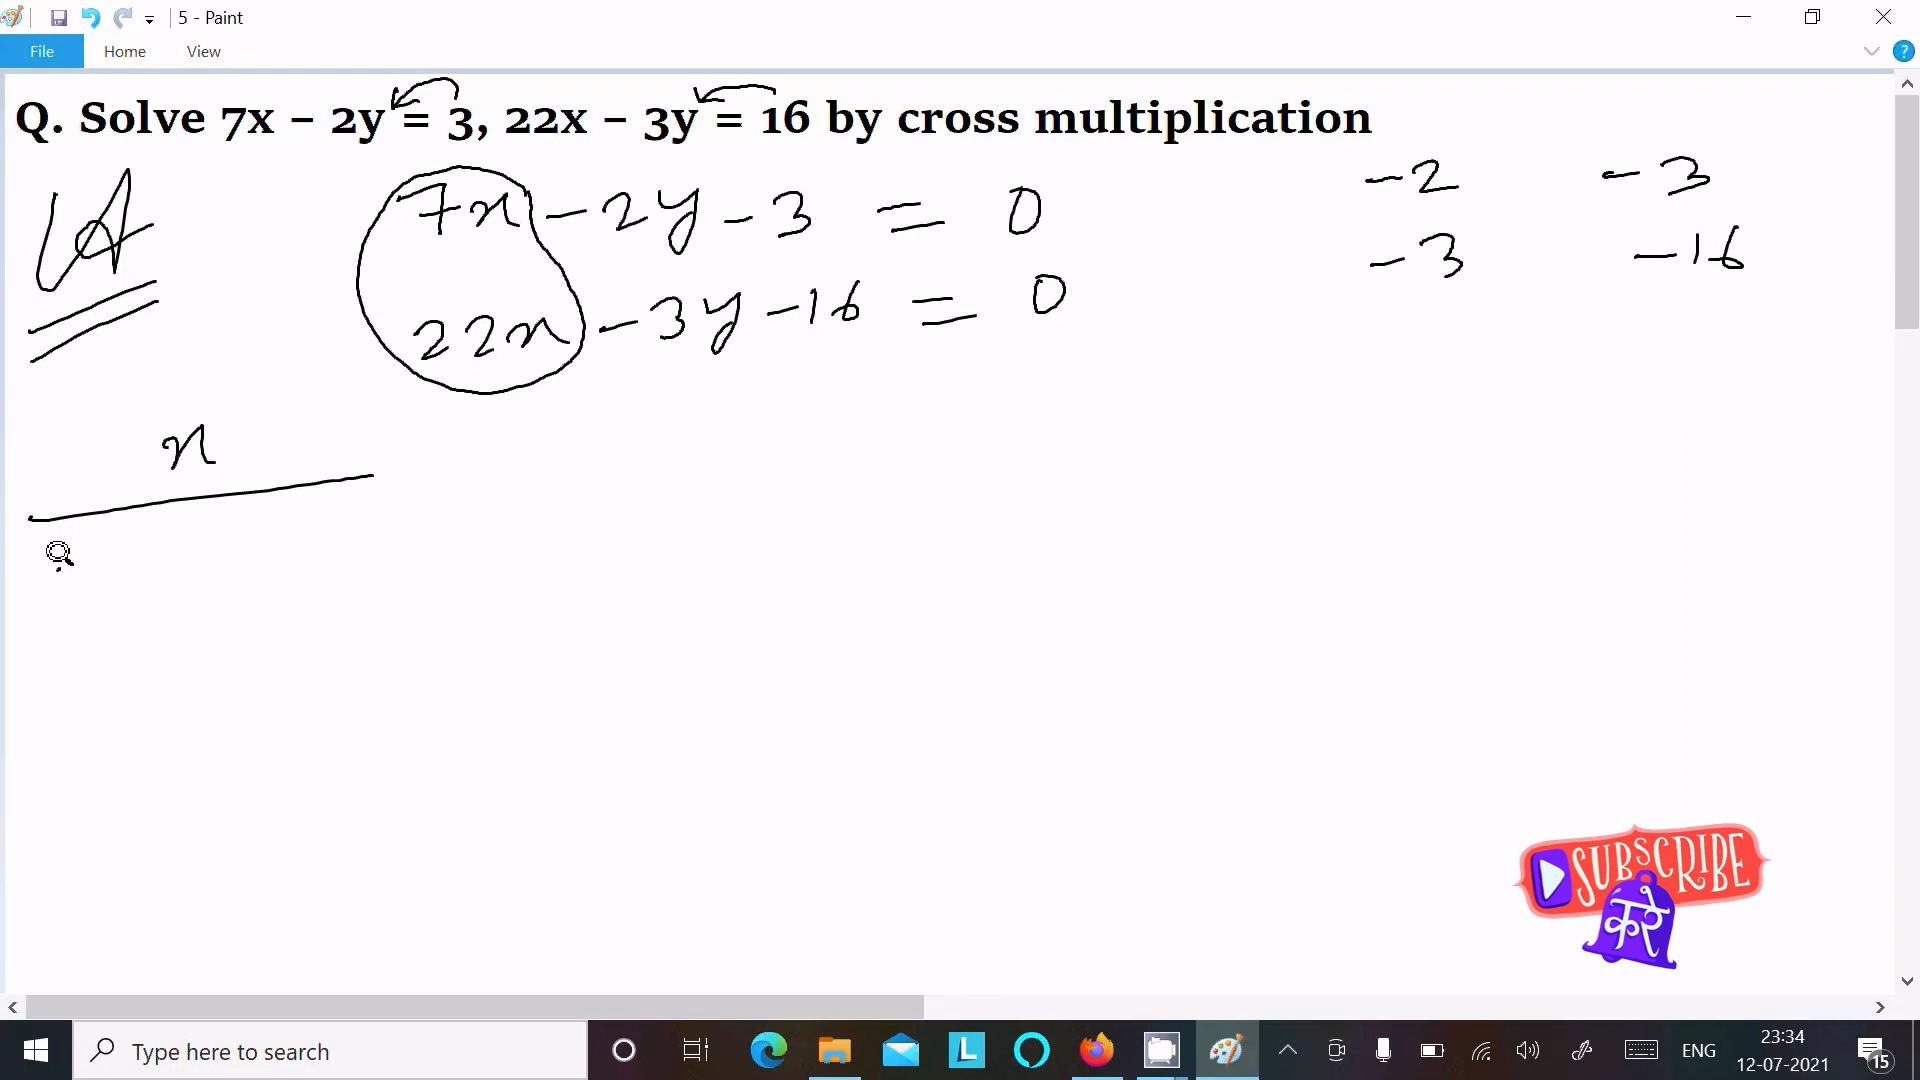 5 - Paint
File Home View
Q. Solve 7x – 2y = 3, 22x – 3y = 16 by cross multiplication
7x - 2y - 3 = 0
22x - 3y - 16 = 0
-2 -3
-3 -16
x
SUBSCRIBE
करे
Type here to search
ENG
23:34
12-07-2021
15